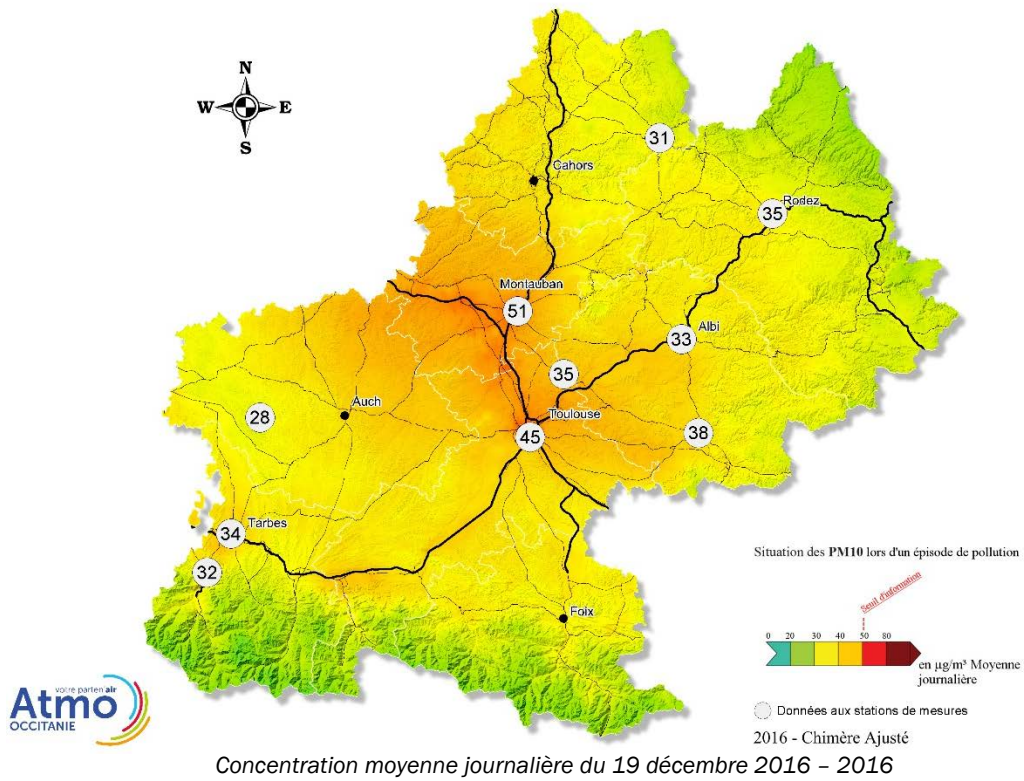 N
W E
S
31
Cahors
Rodez
35
Montauban
51
Albi
33
35
Auch
28
Toulouse
45
38
Tarbes
34
32
Foix
Situation des PM10 lors d'un épisode de pollution
Seuil d'information
0 20 30 40 50 80
en µg/m³ Moyenne
journalière
Données aux stations de mesures
2016 - Chimère Ajusté
votre parten air
Atmo
OCCITANIE
Concentration moyenne journalière du 19 décembre 2016 – 2016